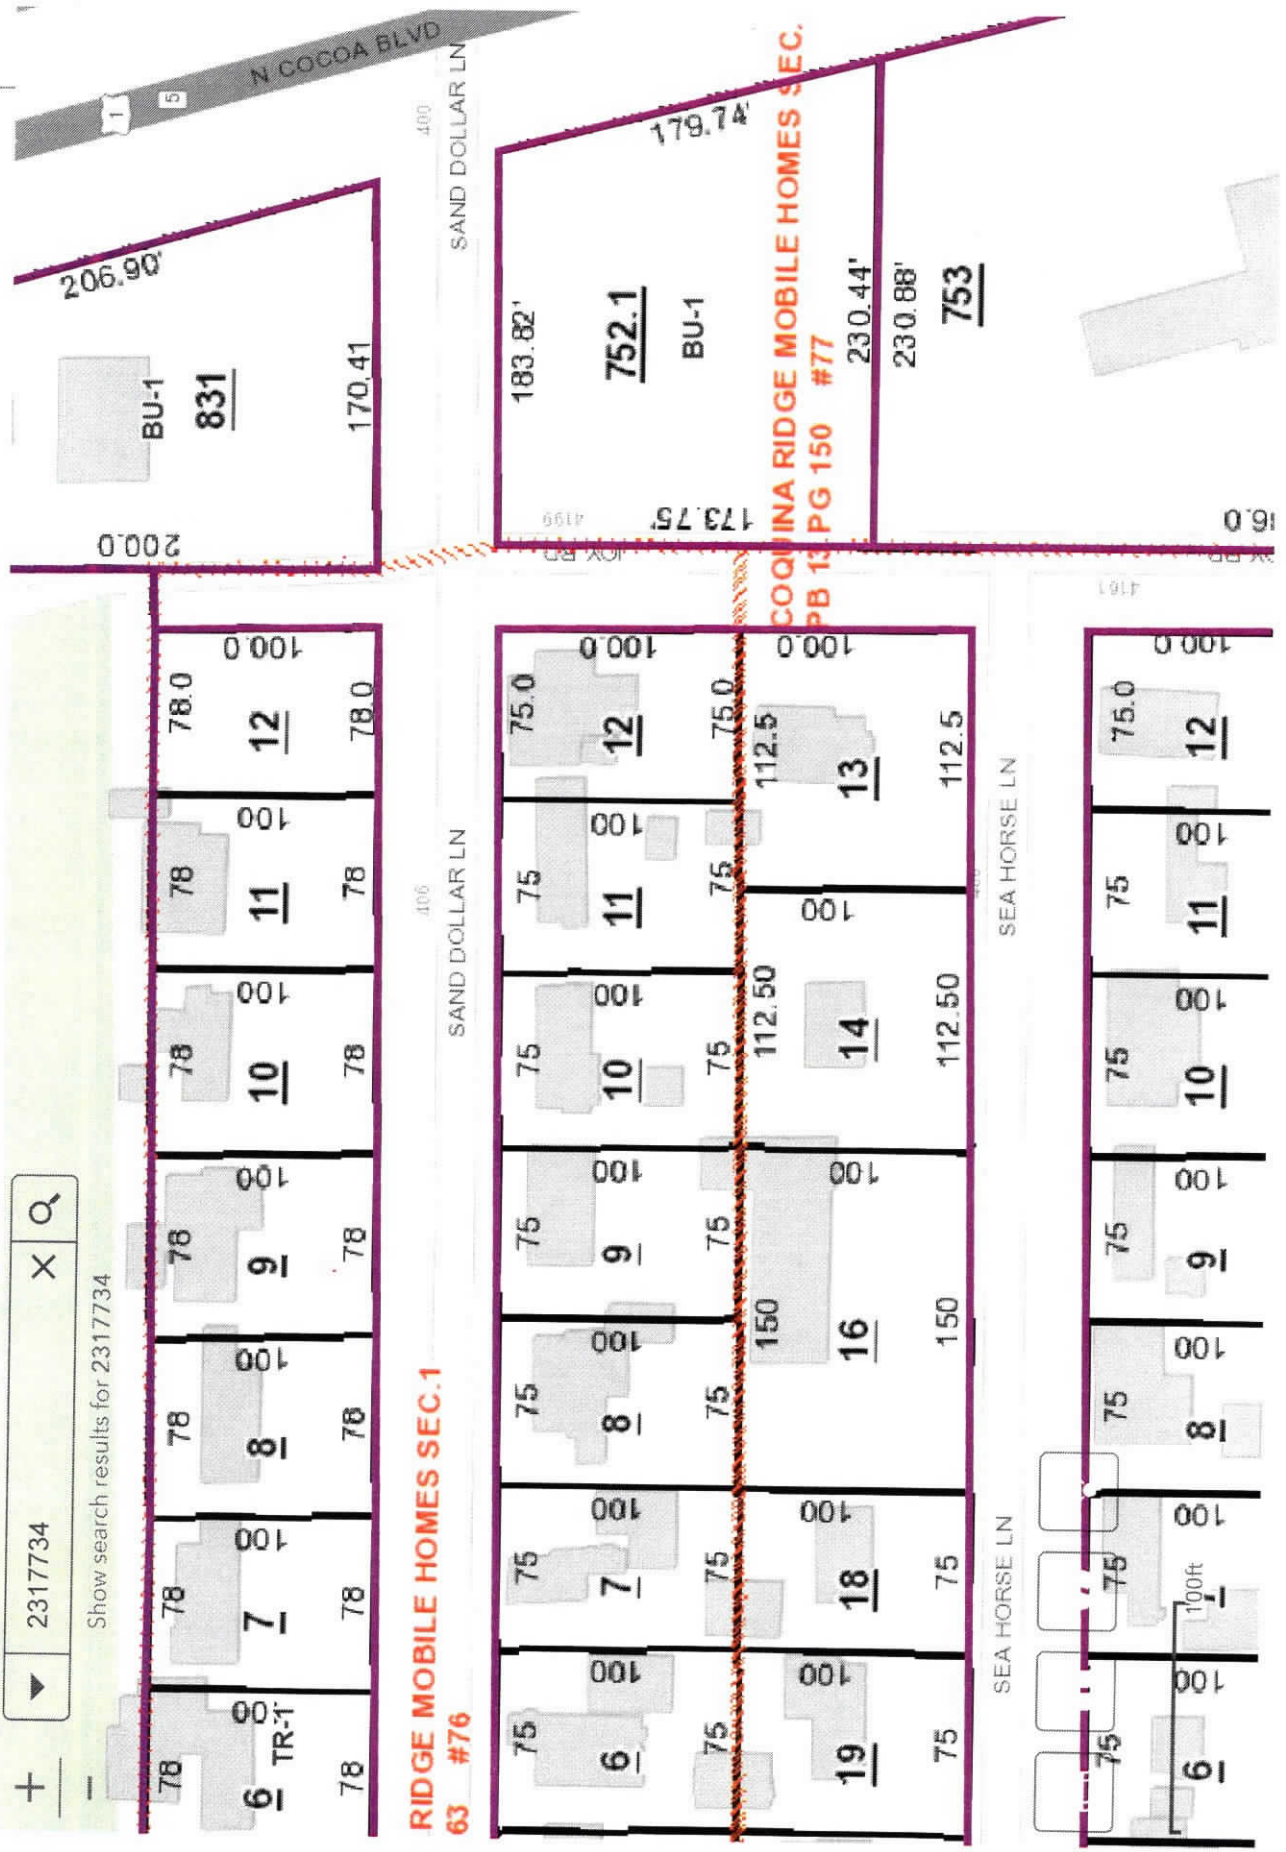 2317734
Show search results for 2317734
N COCOA BLVD
1
5
206.90'
BU-1
831
170.41
200.0
400
SAND DOLLAR LN
183.82'
179.74'
752.1
BU-1
4199
173.75'
JOY RD
COQUINA RIDGE MOBILE HOMES SEC.
PB 13 PG 150 #77
230.44'
230.88'
753
16.0
4161
78 78 78 78 78 78 78.0
6 7 8 9 10 11 12
TR-1
100 100 100 100 100 100.0
78 78 78 78 78 78 78.0
RIDGE MOBILE HOMES SEC.1
63 #76
406
SAND DOLLAR LN
75 75 75 75 75 75 75.0
6 7 8 9 10 11 12
100 100 100 100 100 100 100.0
75 75 75 75 75 75 75.0
150 112.50 112.5
19 18 16 14 13
100 100 100 100 100.0
75 75 150 112.50 112.5
SEA HORSE LN
SEA HORSE LN
75 75 75 75 75 75 75.0
6 8 9 10 11 12
100 100 100 100 100 100 100.0
100ft